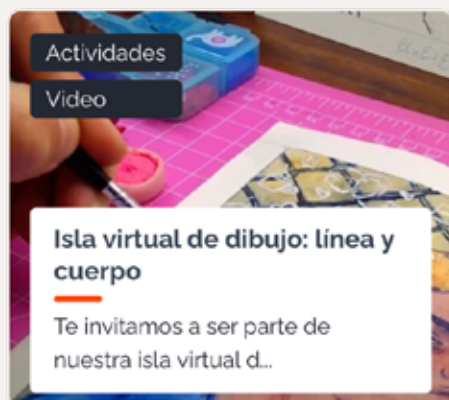 Actividades
Video
Isla virtual de dibujo: línea y
cuerpo
Te invitamos a ser parte de
nuestra isla virtual d...